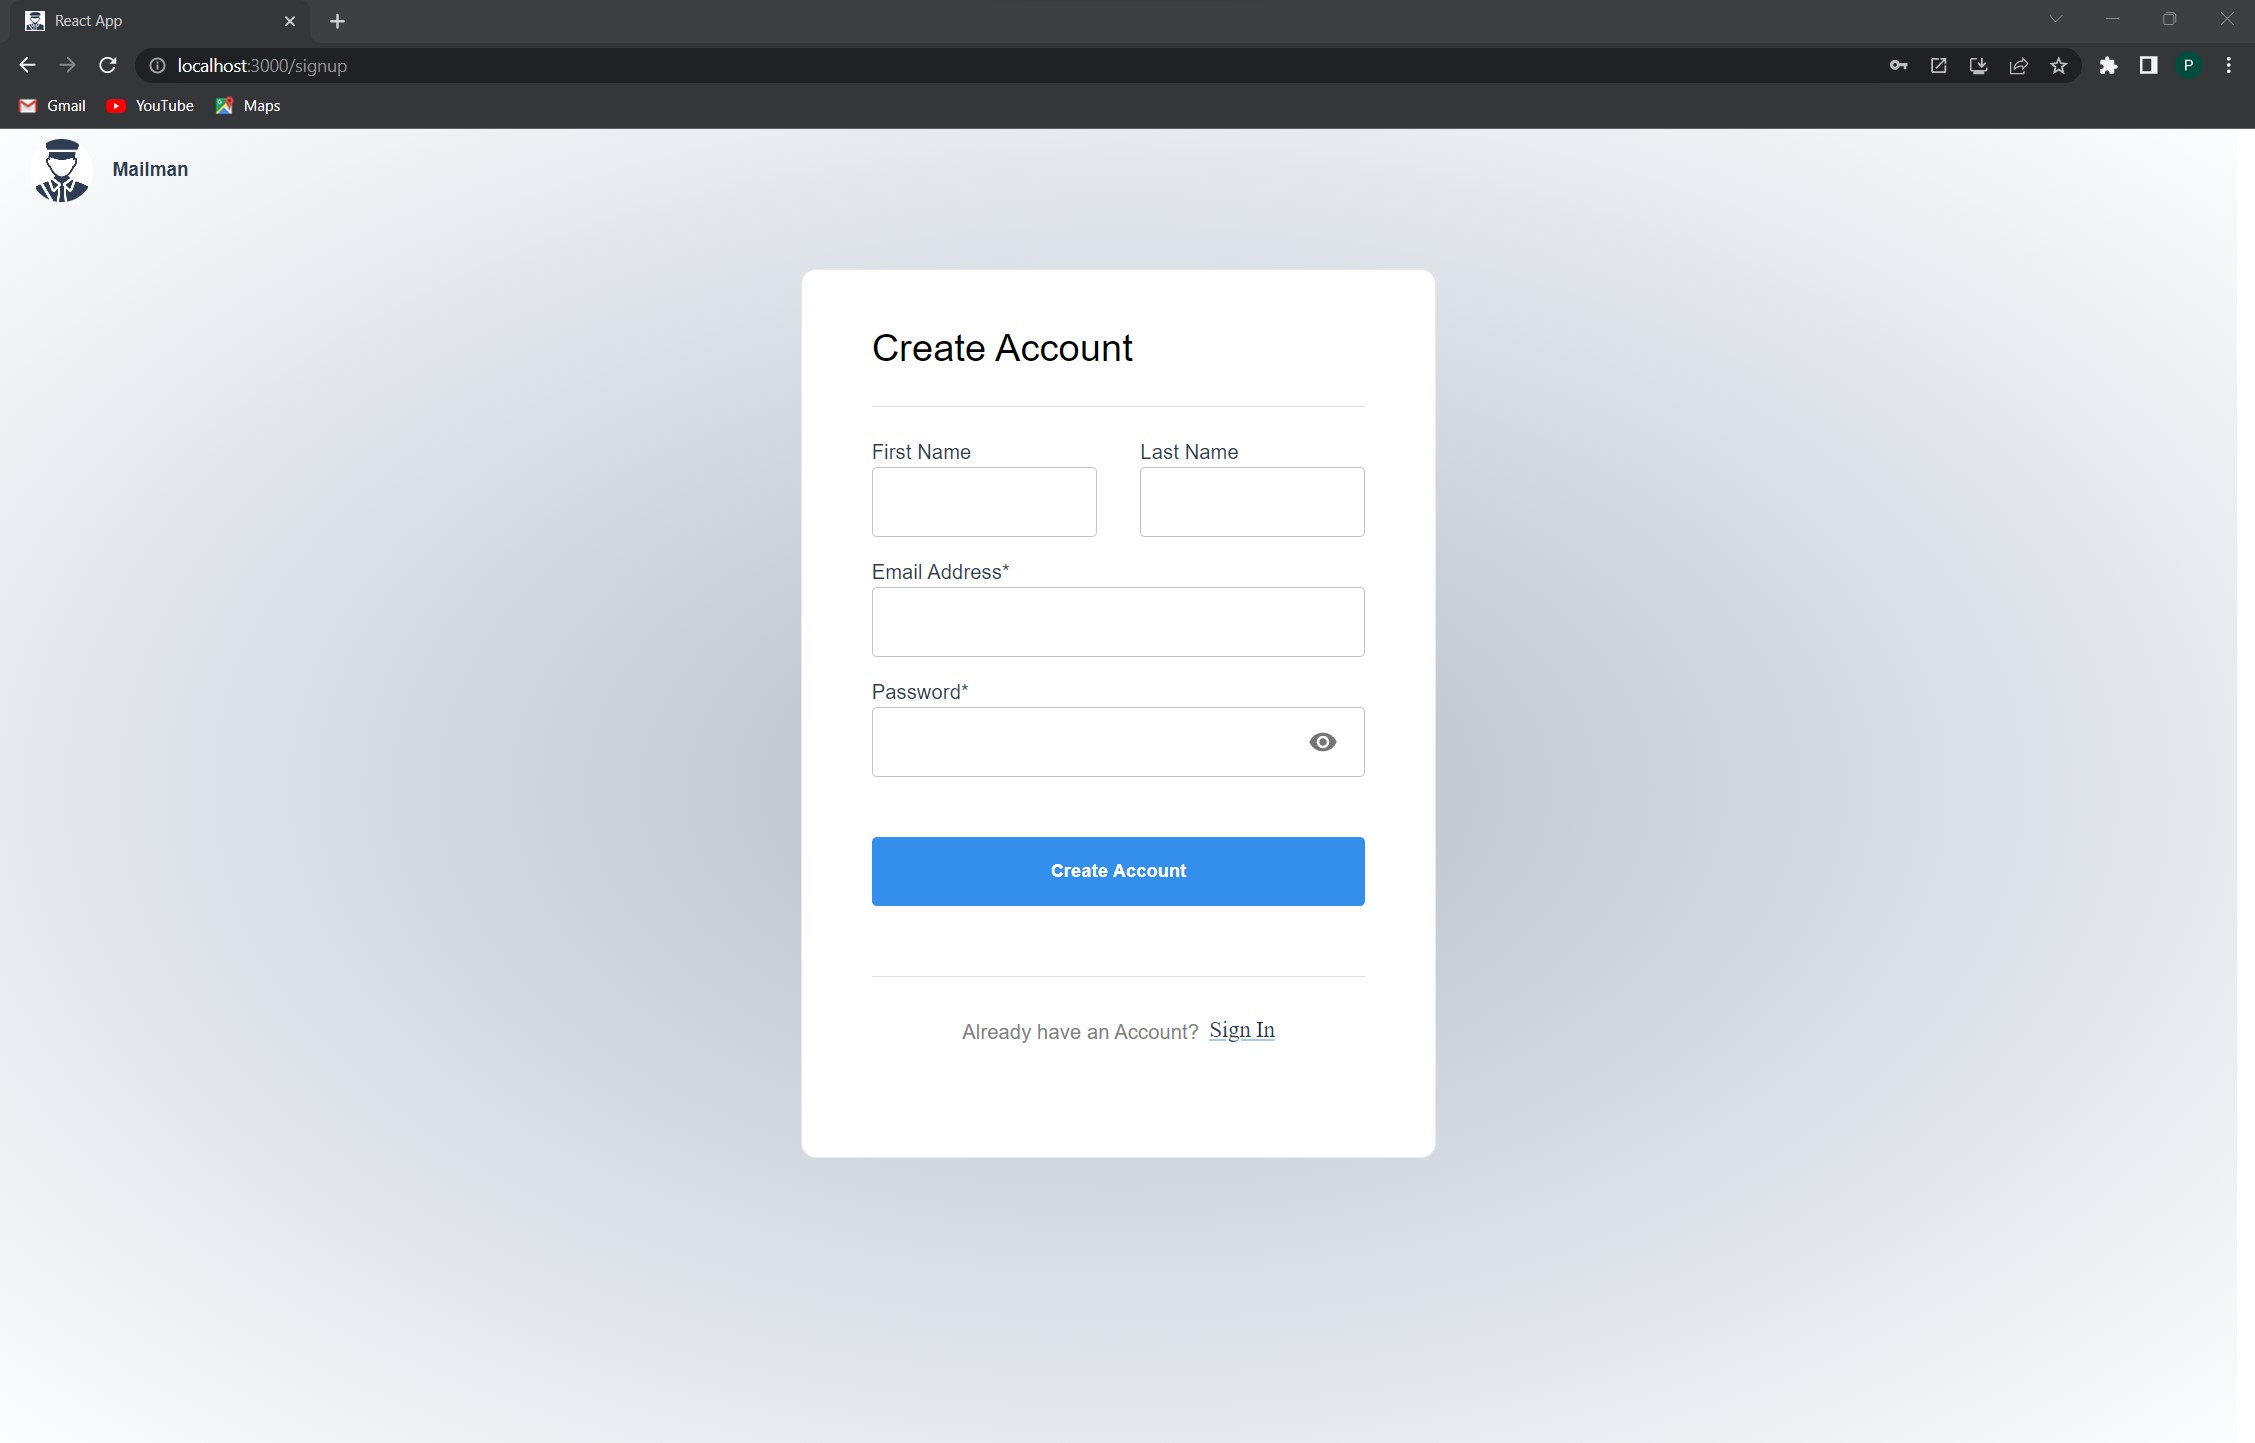 React App
localhost:3000/signup
P
Gmail YouTube Maps
Mailman
Create Account
First Name Last Name
Email Address*
Password*
Create Account
Already have an Account? Sign In